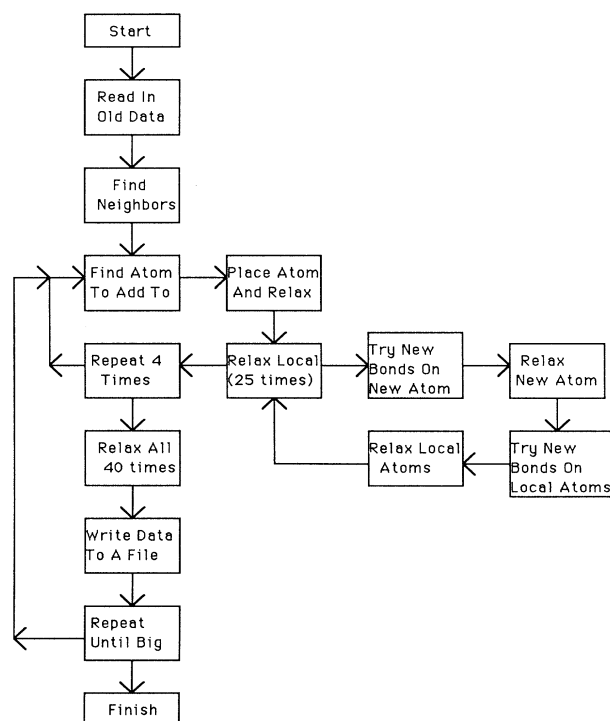 Start
Read In
Old Data
Find
Neighbors
Find Atom
To Add To
Place Atom
And Relax
Repeat 4
Times
Relax Local
(25 times)
Try New
Bonds On
New Atom
Relax
New Atom
Relax All
40 times
Relax Local
Atoms
Try New
Bonds On
Local Atoms
Write Data
To A File
Repeat
Until Big
Finish